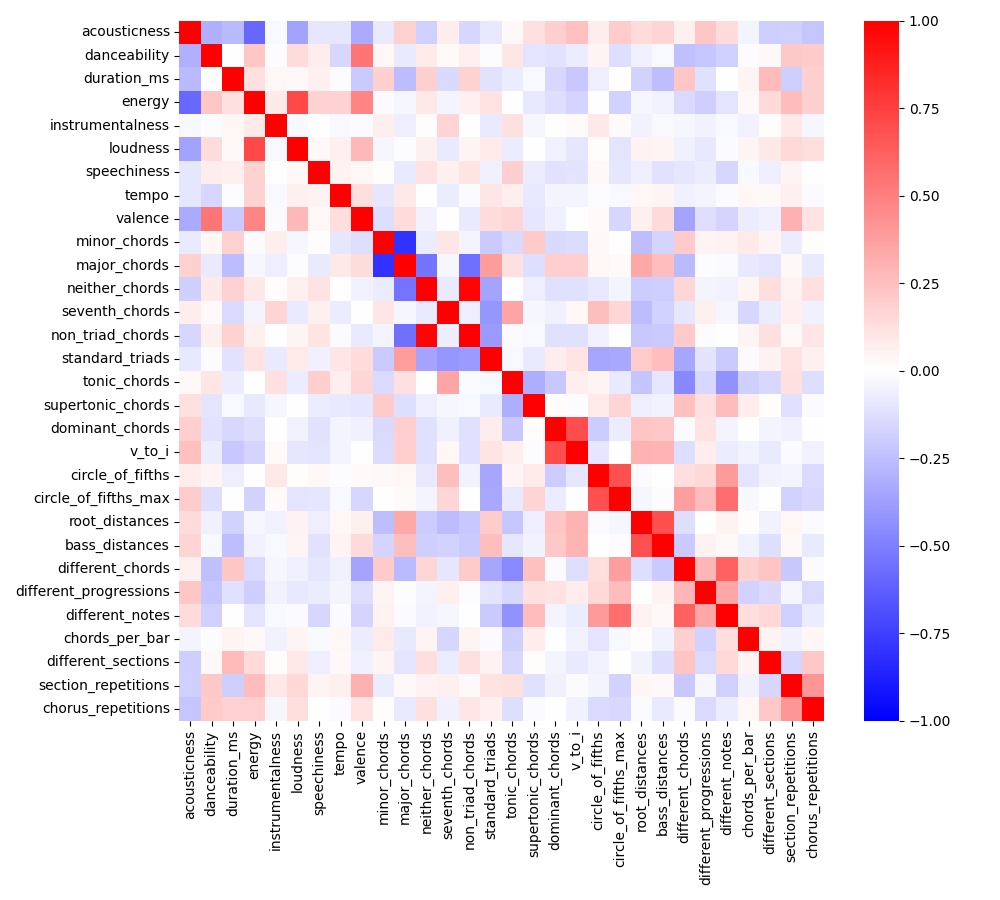 acousticness
danceability
duration_ms
energy
instrumentalness
loudness
speechiness
tempo
valence
minor_chords
major_chords
neither_chords
seventh_chords
non_triad_chords
standard_triads
tonic_chords
supertonic_chords
dominant_chords
v_to_i
circle_of_fifths
circle_of_fifths_max
root_distances
bass_distances
different_chords
different_progressions
different_notes
chords_per_bar
different_sections
section_repetitions
chorus_repetitions
acousticness
danceability
duration_ms
energy
instrumentalness
loudness
speechiness
tempo
valence
minor_chords
major_chords
neither_chords
seventh_chords
non_triad_chords
standard_triads
tonic_chords
supertonic_chords
dominant_chords
v_to_i
circle_of_fifths
circle_of_fifths_max
root_distances
bass_distances
different_chords
different_progressions
different_notes
chords_per_bar
different_sections
section_repetitions
chorus_repetitions
1.00
0.75
0.50
0.25
0.00
−0.25
−0.50
−0.75
−1.00